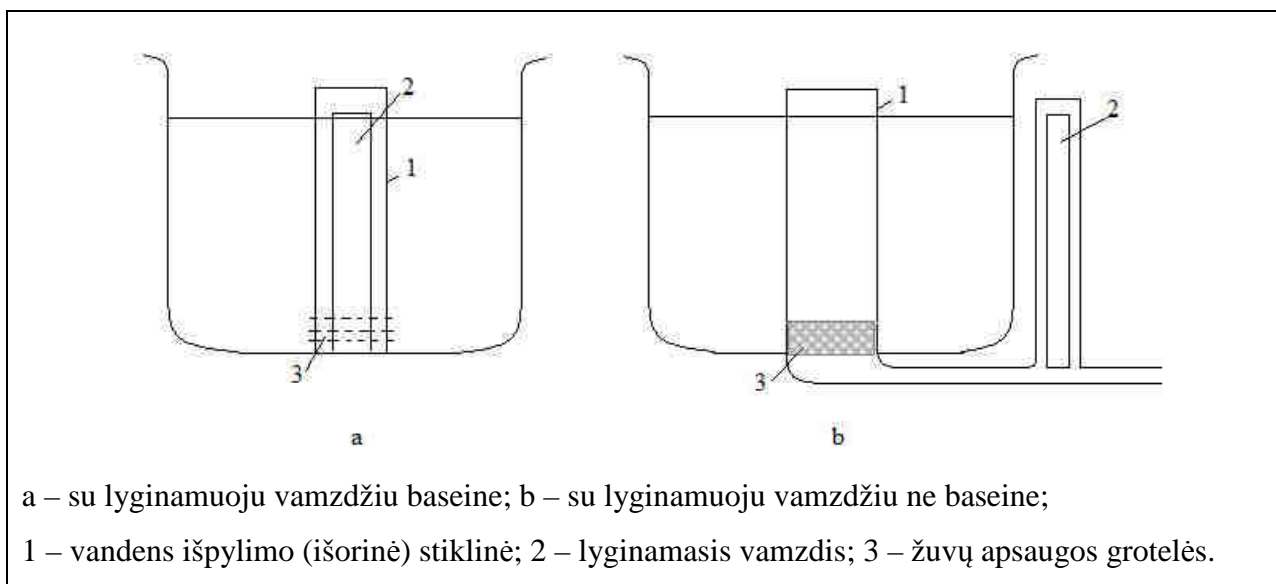 2
1
3
a
1
2
3
b
a – su lyginamuoju vamzdžiu baseine; b – su lyginamuoju vamzdžiu ne baseine;
1 – vandens išpylimo (išorinė) stiklinė; 2 – lyginamasis vamzdis; 3 – žuvų apsaugos grotelės.